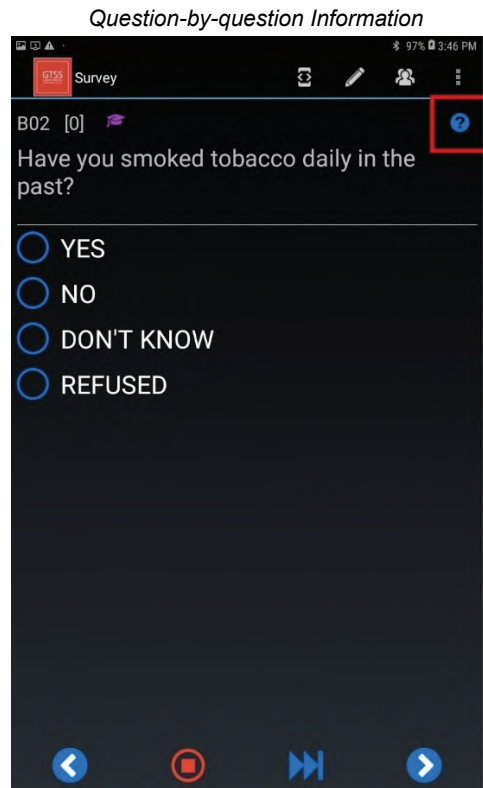 Question-by-question Information
97% 3:46 PM
GTSS Survey
B02 [0]
?
Have you smoked tobacco daily in the
past?
YES
NO
DON'T KNOW
REFUSED